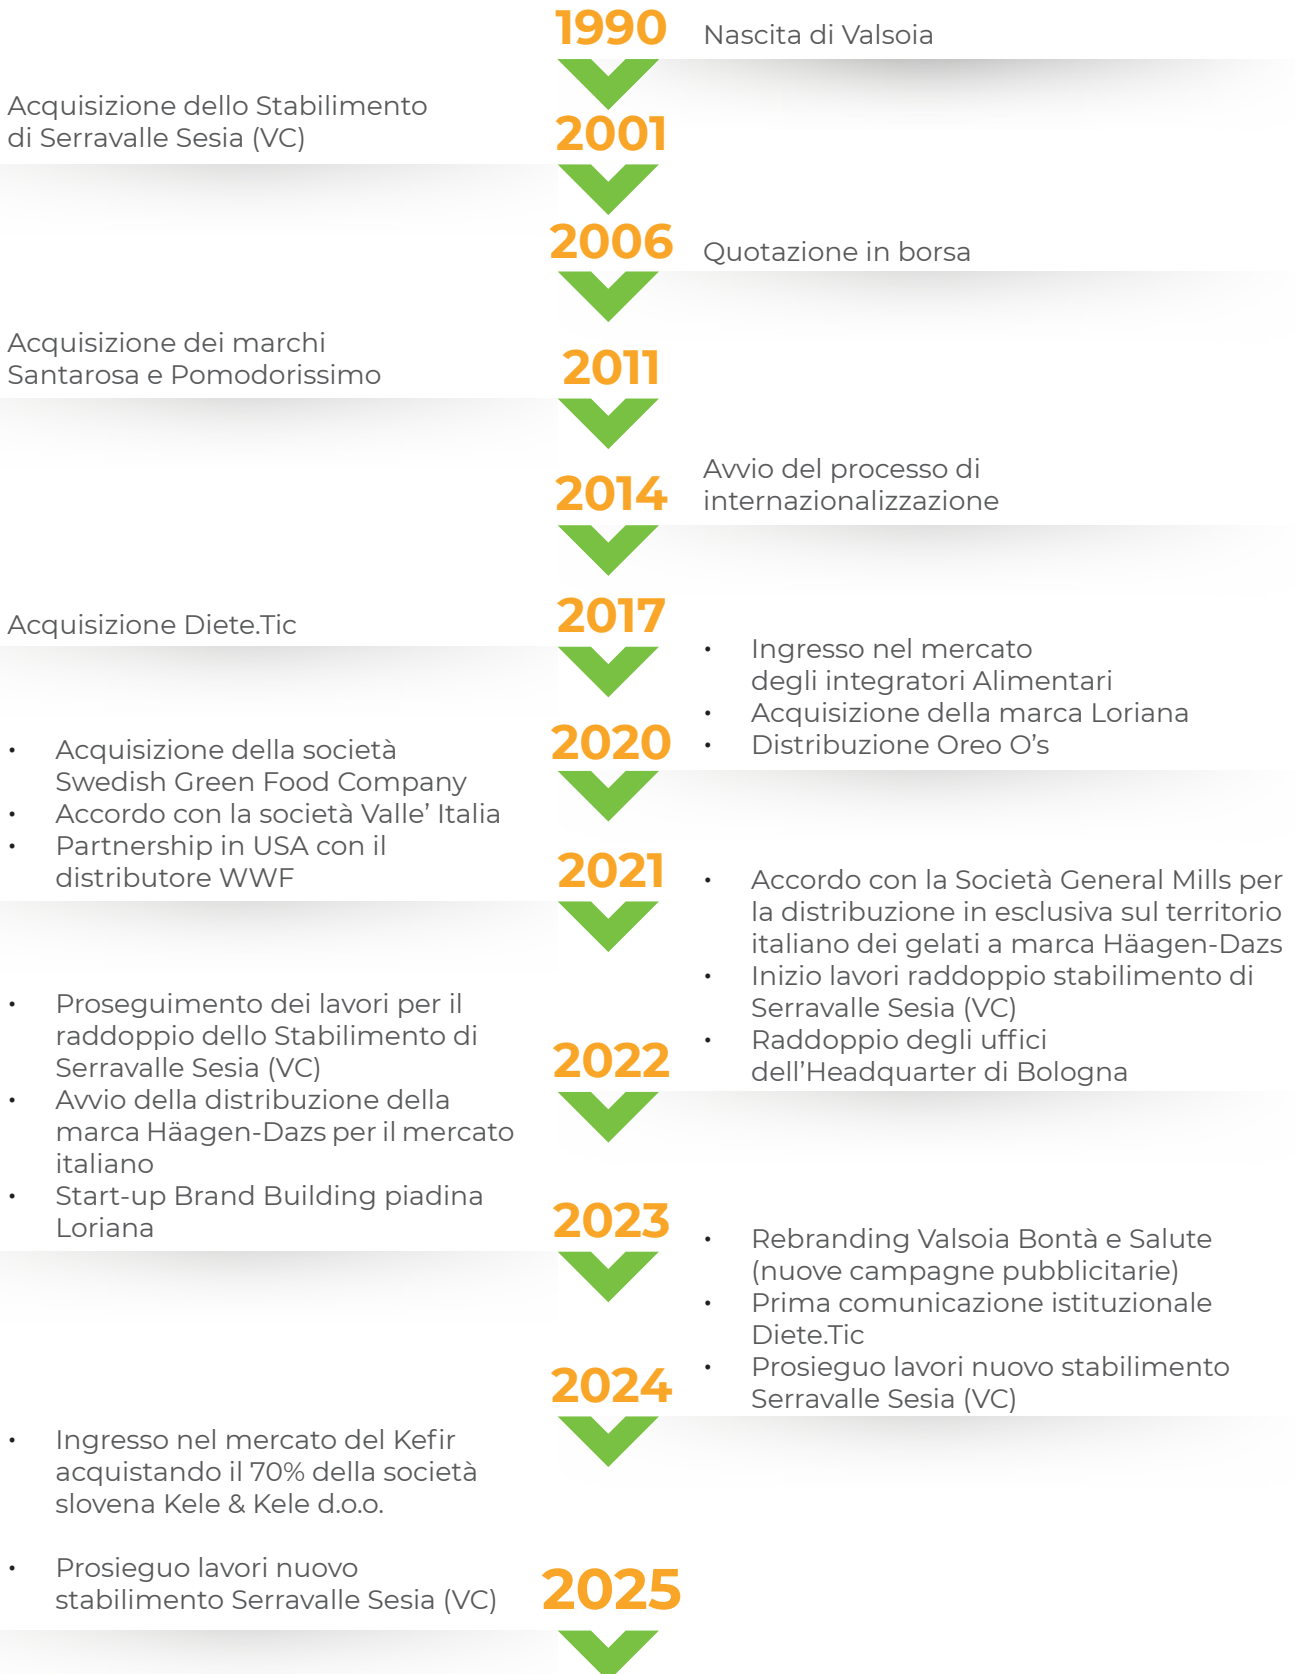 1990
Nascita di Valsoia
Acquisizione dello Stabilimento
di Serravalle Sesia (VC)
2001
2006
Quotazione in borsa
Acquisizione dei marchi
Santarosa e Pomodorissimo
2011
Avvio del processo di
internazionalizzazione
2014
Acquisizione Diete.Tic
2017
• Ingresso nel mercato
degli integratori Alimentari
• Acquisizione della marca Loriana
• Distribuzione Oreo O’s
2020
• Acquisizione della società
Swedish Green Food Company
• Accordo con la società Valle’ Italia
• Partnership in USA con il
distributore WWF
2021
• Accordo con la Società General Mills per
la distribuzione in esclusiva sul territorio
italiano dei gelati a marca Häagen-Dazs
• Inizio lavori raddoppio stabilimento di
Serravalle Sesia (VC)
• Raddoppio degli uffici
dell’Headquarter di Bologna
2022
• Proseguimento dei lavori per il
raddoppio dello Stabilimento di
Serravalle Sesia (VC)
• Avvio della distribuzione della
marca Häagen-Dazs per il mercato
italiano
• Start-up Brand Building piadina
Loriana
2023
• Rebranding Valsoia Bontà e Salute
(nuove campagne pubblicitarie)
• Prima comunicazione istituzionale
Diete.Tic
• Prosieguo lavori nuovo stabilimento
Serravalle Sesia (VC)
2024
• Ingresso nel mercato del Kefir
acquistando il 70% della società
slovena Kele & Kele d.o.o.
• Prosieguo lavori nuovo
stabilimento Serravalle Sesia (VC)
2025